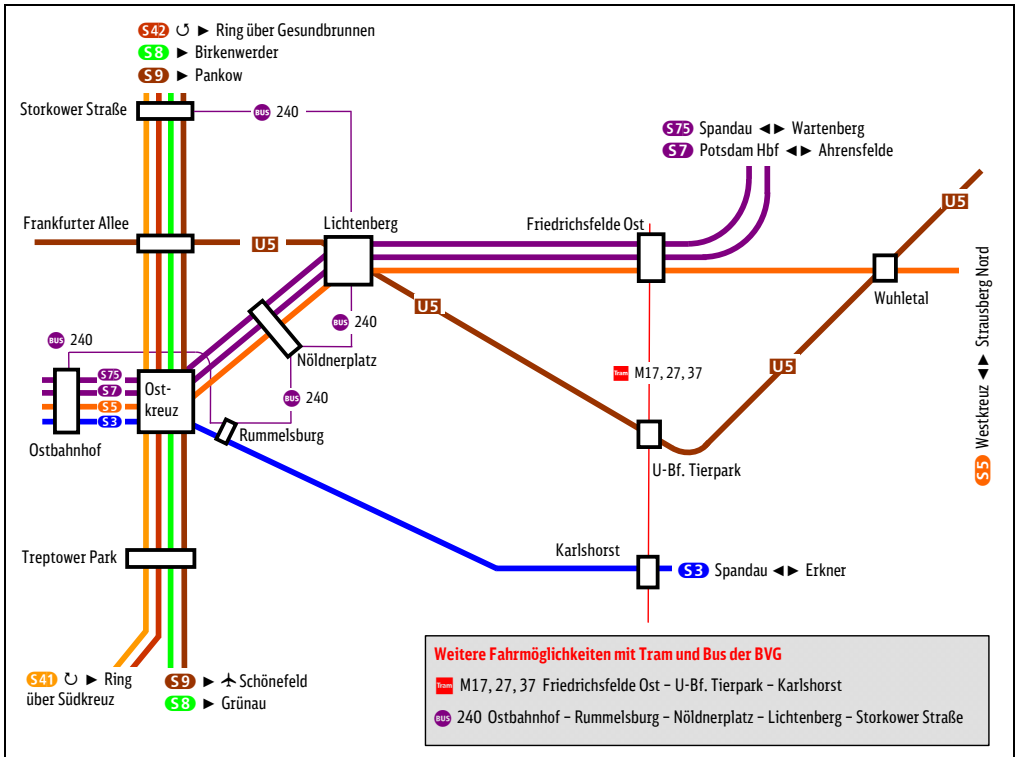 S42 ↺ ► Ring über Gesundbrunnen
S8 ► Birkenwerder
S9 ► Pankow
Storkower Straße
BUS 240
S75 Spandau ◄► Wartenberg
S7 Potsdam Hbf ◄► Ahrensfelde
Frankfurter Allee
U5
Lichtenberg
Friedrichsfelde Ost
U5
Wuhletal
U5
BUS 240
Nöldnerplatz
BUS 240
S75
S7
S5
S3
Ost-
kreuz
Ostbahnhof
BUS 240
Rummelsburg
Tram M17, 27, 37
U5
U-Bf. Tierpark
S5 Westkreuz ◄► Strausberg Nord
Treptower Park
Karlshorst
S3 Spandau ◄► Erkner
S41 ↻ ► Ring
über Südkreuz
S9 ► ✈ Schönefeld
S8 ► Grünau
Weitere Fahrmöglichkeiten mit Tram und Bus der BVG
Tram M17, 27, 37 Friedrichsfelde Ost – U-Bf. Tierpark – Karlshorst
BUS 240 Ostbahnhof – Rummelsburg – Nöldnerplatz – Lichtenberg – Storkower Straße